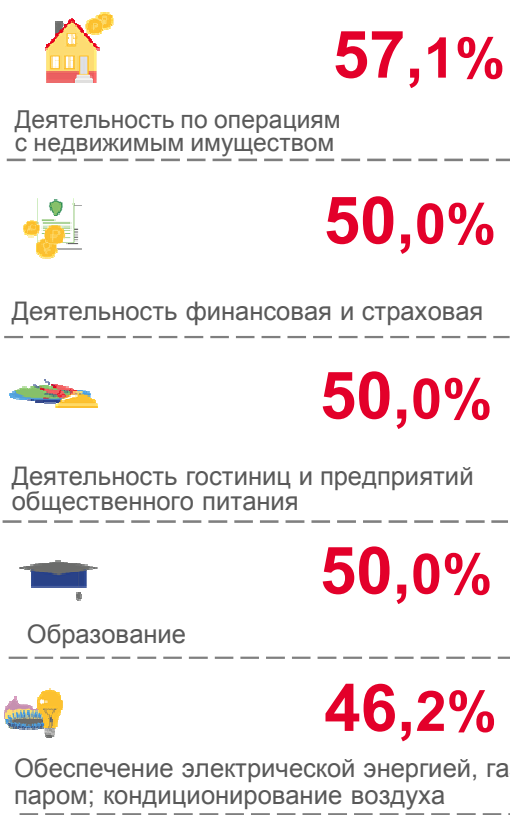 57,1%
Деятельность по операциям
с недвижимым имуществом
50,0%
Деятельность финансовая и страховая
50,0%
Деятельность гостиниц и предприятий
общественного питания
50,0%
Образование
46,2%
Обеспечение электрической энергией, га
паром; кондиционирование воздуха